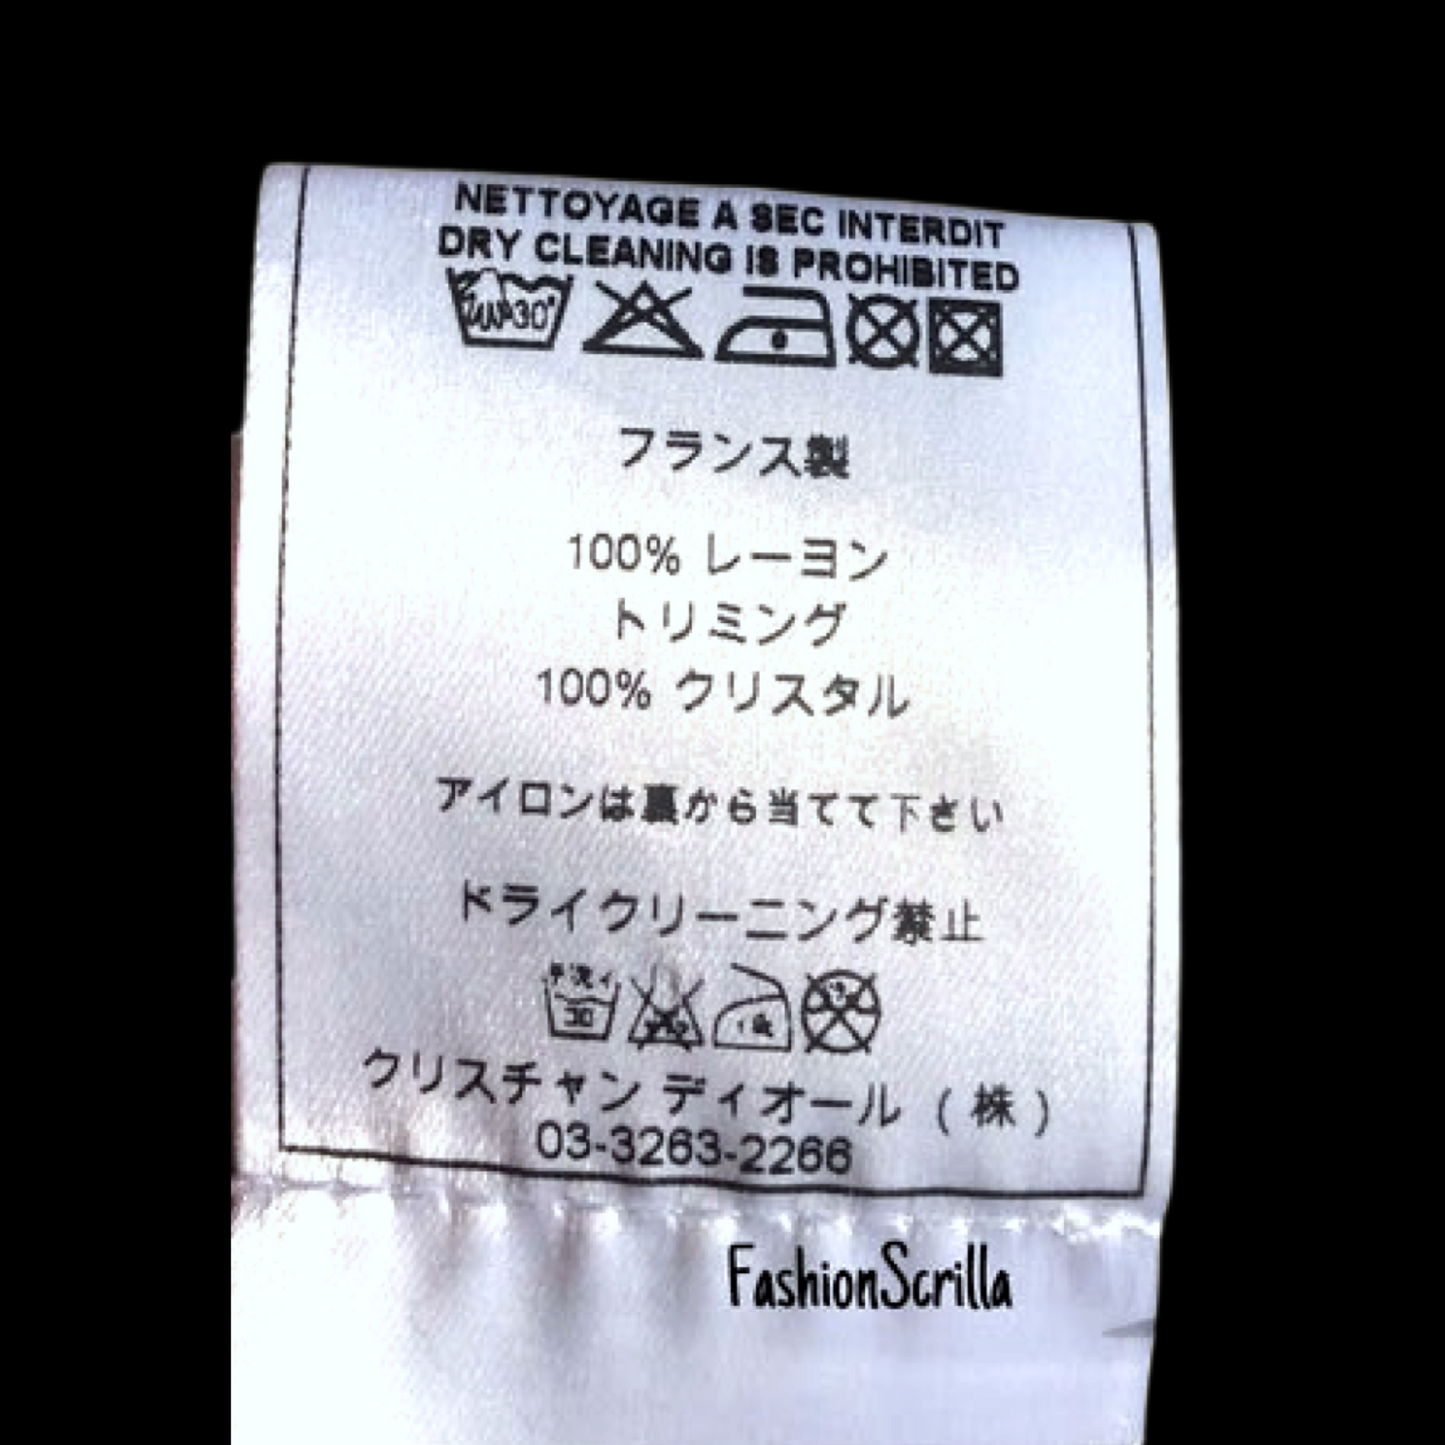 NETTOYAGE A SEC INTERDIT
DRY CLEANING IS PROHIBITED
30°
フランス製
100% レーヨン
トリミング
100% クリスタル
アイロンは裏から当てて下さい
ドライクリーニング禁止
手洗イ
30
クリスチャン ディオール (株)
03-3263-2266
FashionScrilla